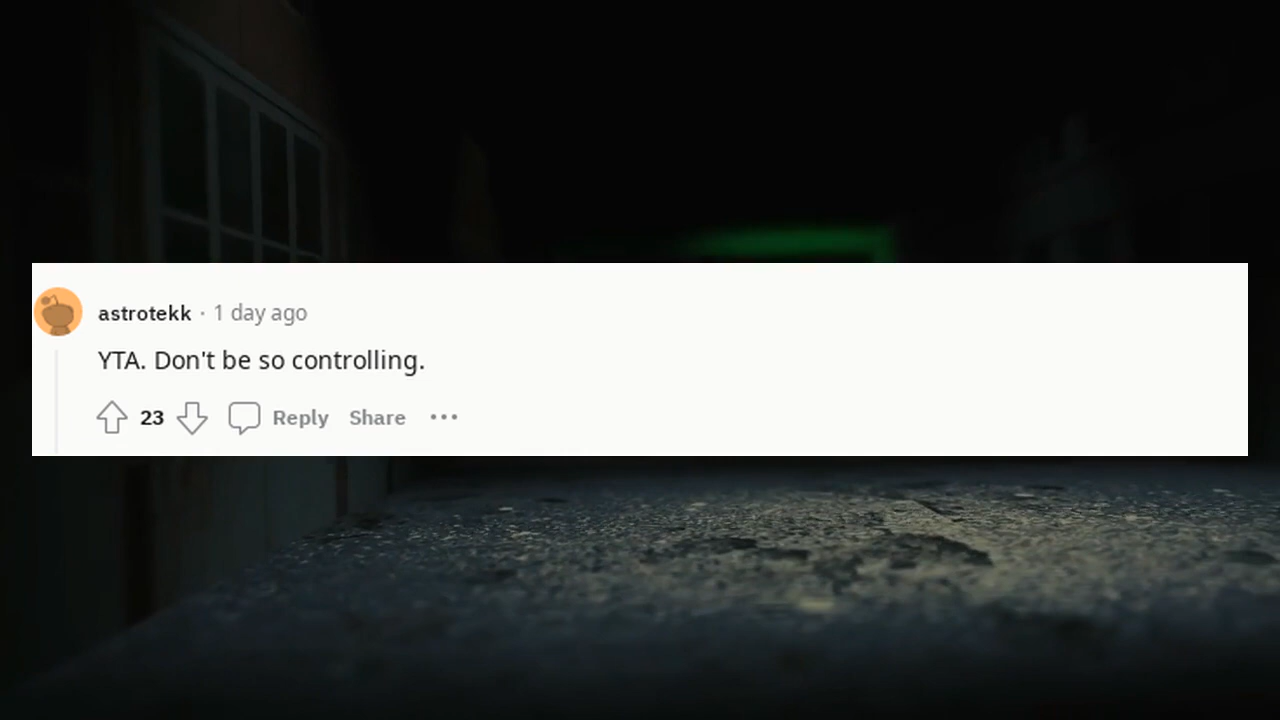 astrotekk · 1 day ago
YTA. Don't be so controlling.
23 Reply Share